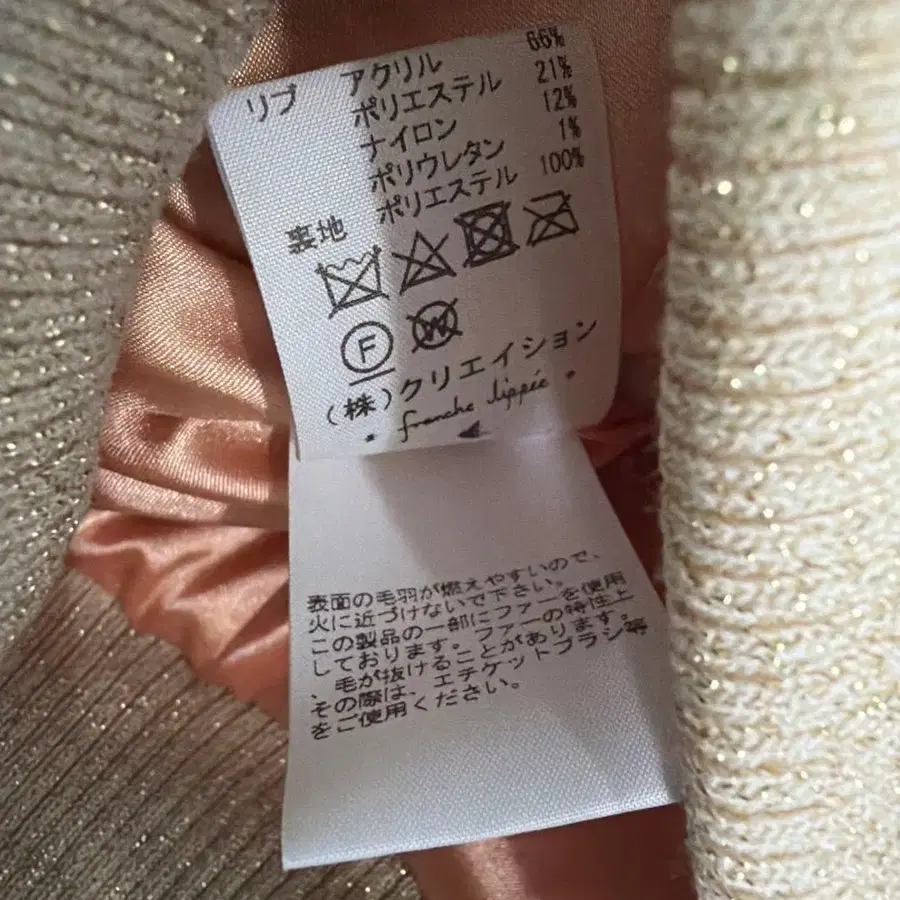 リブ アクリル 66%
ポリエステル 21%
ナイロン 12%
ポリウレタン 1%
裏地 ポリエステル 100%
F W
(株)クリエイション
franche lippée
表面の毛羽が燃えやすいので、
火に近づけないで下さい。
この製品の一部にファーを使用
しております。ファーの特性上
、毛が抜けることがあります。
その際は、エチケットブラシ等
をご使用ください。